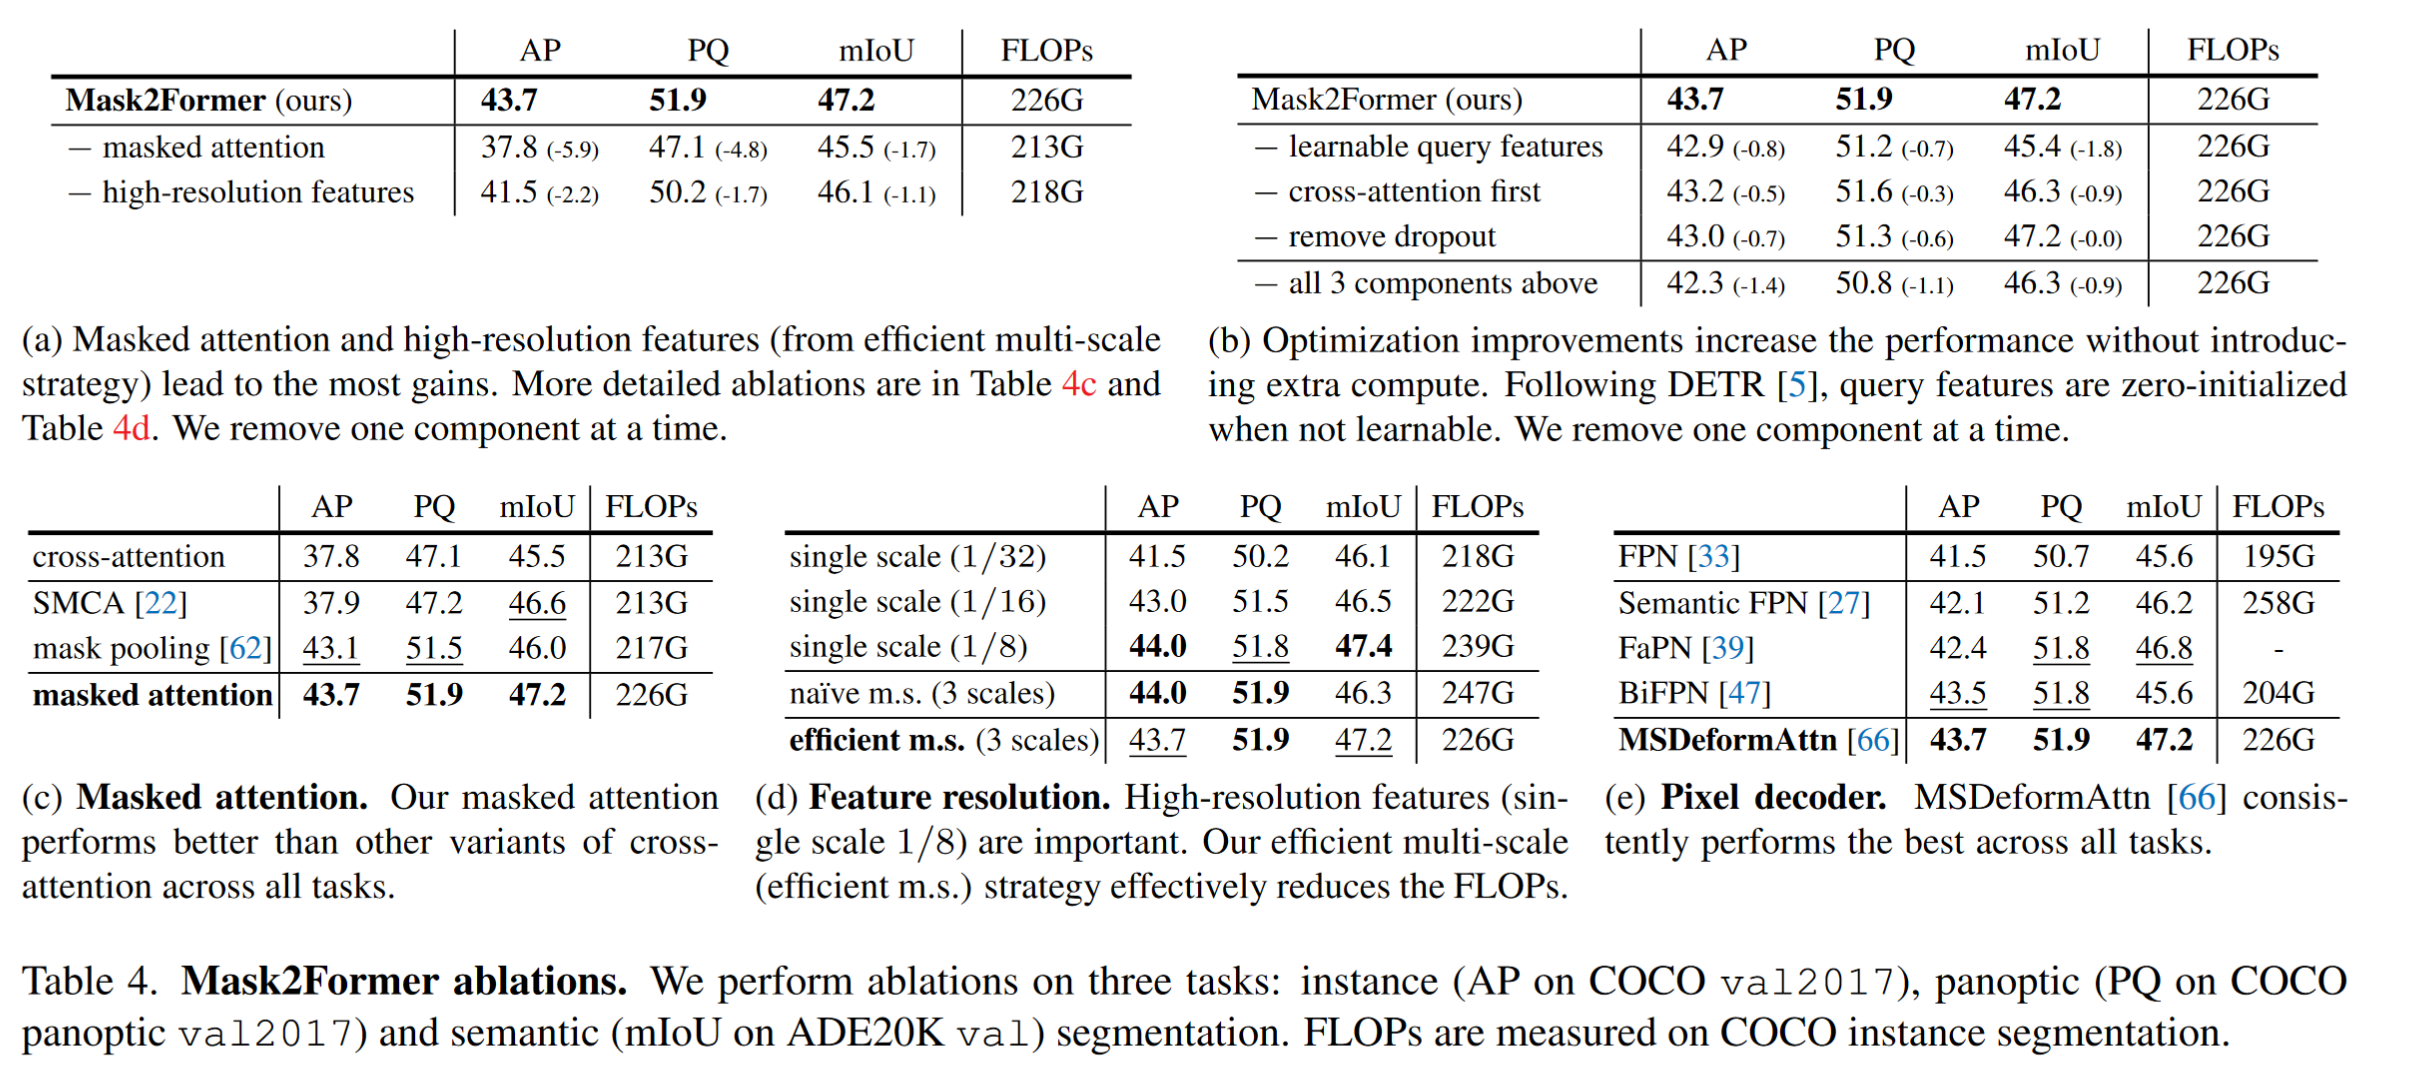 AP PQ mIoU FLOPs
Mask2Former (ours) 43.7 51.9 47.2 226G
— masked attention 37.8 (-5.9) 47.1 (-4.8) 45.5 (-1.7) 213G
— high-resolution features 41.5 (-2.2) 50.2 (-1.7) 46.1 (-1.1) 218G
(a) Masked attention and high-resolution features (from efficient multi-scale
strategy) lead to the most gains. More detailed ablations are in Table 4c and
Table 4d. We remove one component at a time.
AP PQ mIoU FLOPs
Mask2Former (ours) 43.7 51.9 47.2 226G
— learnable query features 42.9 (-0.8) 51.2 (-0.7) 45.4 (-1.8) 226G
— cross-attention first 43.2 (-0.5) 51.6 (-0.3) 46.3 (-0.9) 226G
— remove dropout 43.0 (-0.7) 51.3 (-0.6) 47.2 (-0.0) 226G
— all 3 components above 42.3 (-1.4) 50.8 (-1.1) 46.3 (-0.9) 226G
(b) Optimization improvements increase the performance without introduc-
ing extra compute. Following DETR [5], query features are zero-initialized
when not learnable. We remove one component at a time.
AP PQ mIoU FLOPs
cross-attention 37.8 47.1 45.5 213G
SMCA [22] 37.9 47.2 46.6 213G
mask pooling [62] 43.1 51.5 46.0 217G
masked attention 43.7 51.9 47.2 226G
(c) Masked attention. Our masked attention
performs better than other variants of cross-
attention across all tasks.
AP PQ mIoU FLOPs
single scale (1/32) 41.5 50.2 46.1 218G
single scale (1/16) 43.0 51.5 46.5 222G
single scale (1/8) 44.0 51.8 47.4 239G
naïve m.s. (3 scales) 44.0 51.9 46.3 247G
efficient m.s. (3 scales) 43.7 51.9 47.2 226G
(d) Feature resolution. High-resolution features (sin-
gle scale 1/8) are important. Our efficient multi-scale
(efficient m.s.) strategy effectively reduces the FLOPs.
AP PQ mIoU FLOPs
FPN [33] 41.5 50.7 45.6 195G
Semantic FPN [27] 42.1 51.2 46.2 258G
FaPN [39] 42.4 51.8 46.8 -
BiFPN [47] 43.5 51.8 45.6 204G
MSDeformAttn [66] 43.7 51.9 47.2 226G
(e) Pixel decoder. MSDeformAttn [66] consis-
tently performs the best across all tasks.
Table 4. Mask2Former ablations. We perform ablations on three tasks: instance (AP on COCO val2017), panoptic (PQ on COCO
panoptic val2017) and semantic (mIoU on ADE20K val) segmentation. FLOPs are measured on COCO instance segmentation.